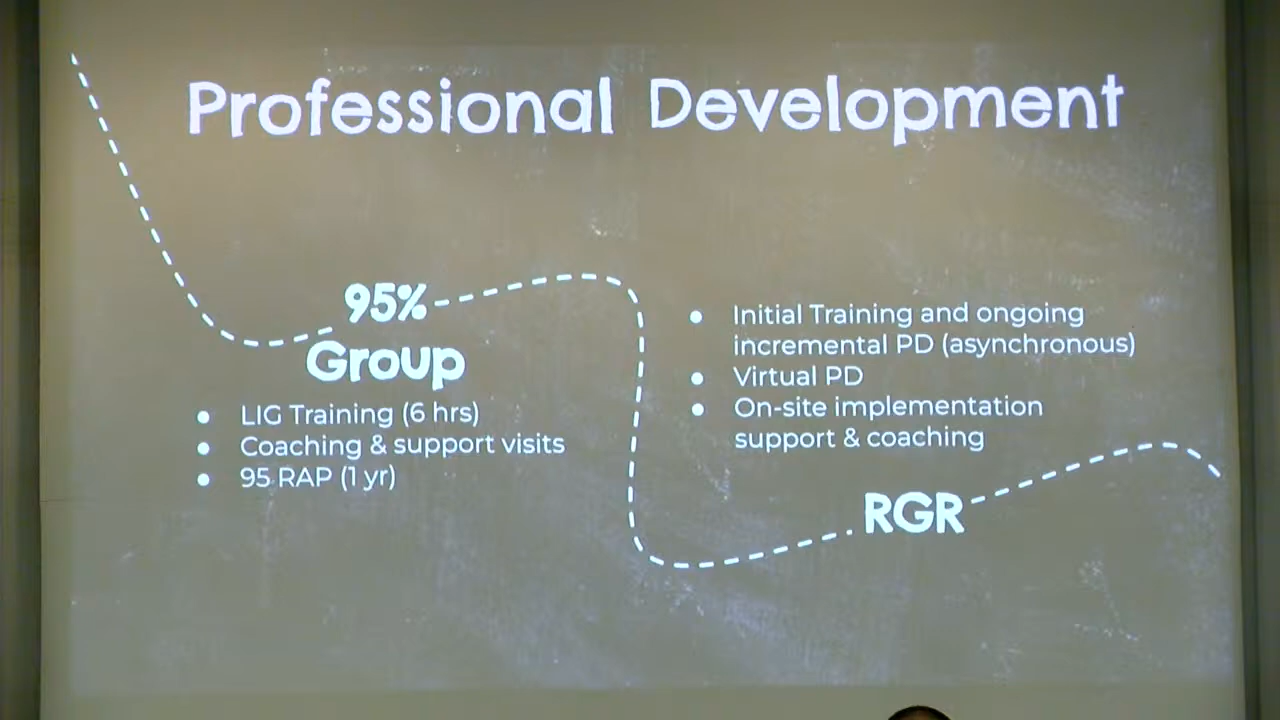 Professional Development
95%
Group
• LIG Training (6 hrs)
• Coaching & support visits
• 95 RAP (1 yr)
• Initial Training and ongoing
incremental PD (asynchronous)
• Virtual PD
• On-site implementation
support & coaching
RGR